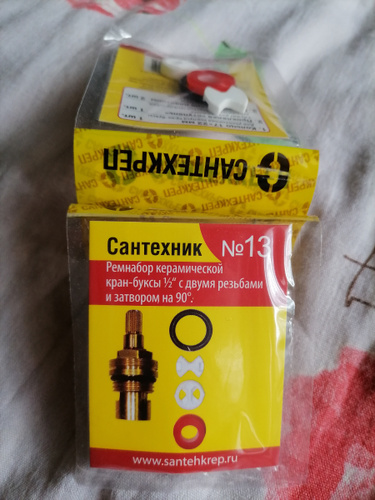 САНТЕХКРЕП
Сантехник №13
Ремнабор керамической
кран-буксы ½" с двумя резьбами
и затвором на 90°.
www.santehkrep.ru